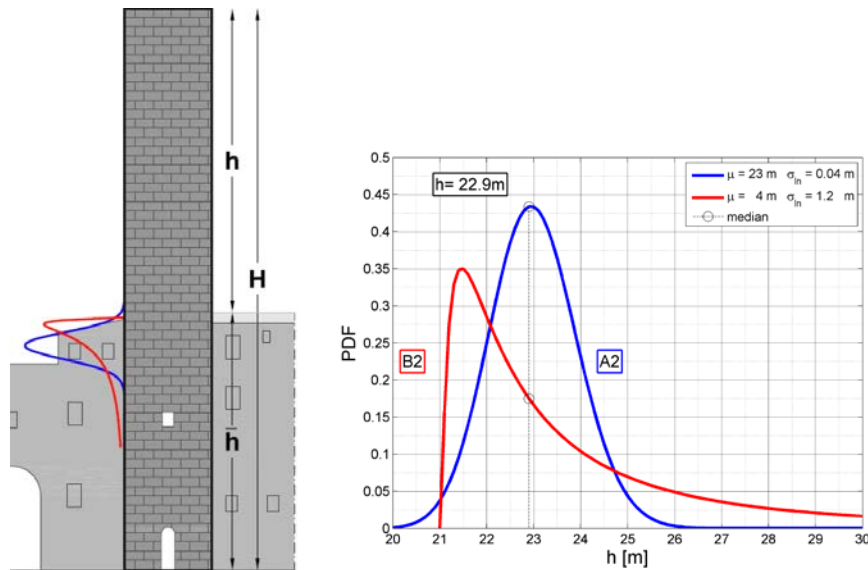 h
H
h̄
0.5
0.45
0.4
0.35
0.3
0.25
0.2
0.15
0.1
0.05
0
PDF
h= 22.9m
μ = 23 m σln = 0.04 m
μ = 4 m σln = 1.2 m
median
B2
A2
20 21 22 23 24 25 26 27 28 29 30
h [m]